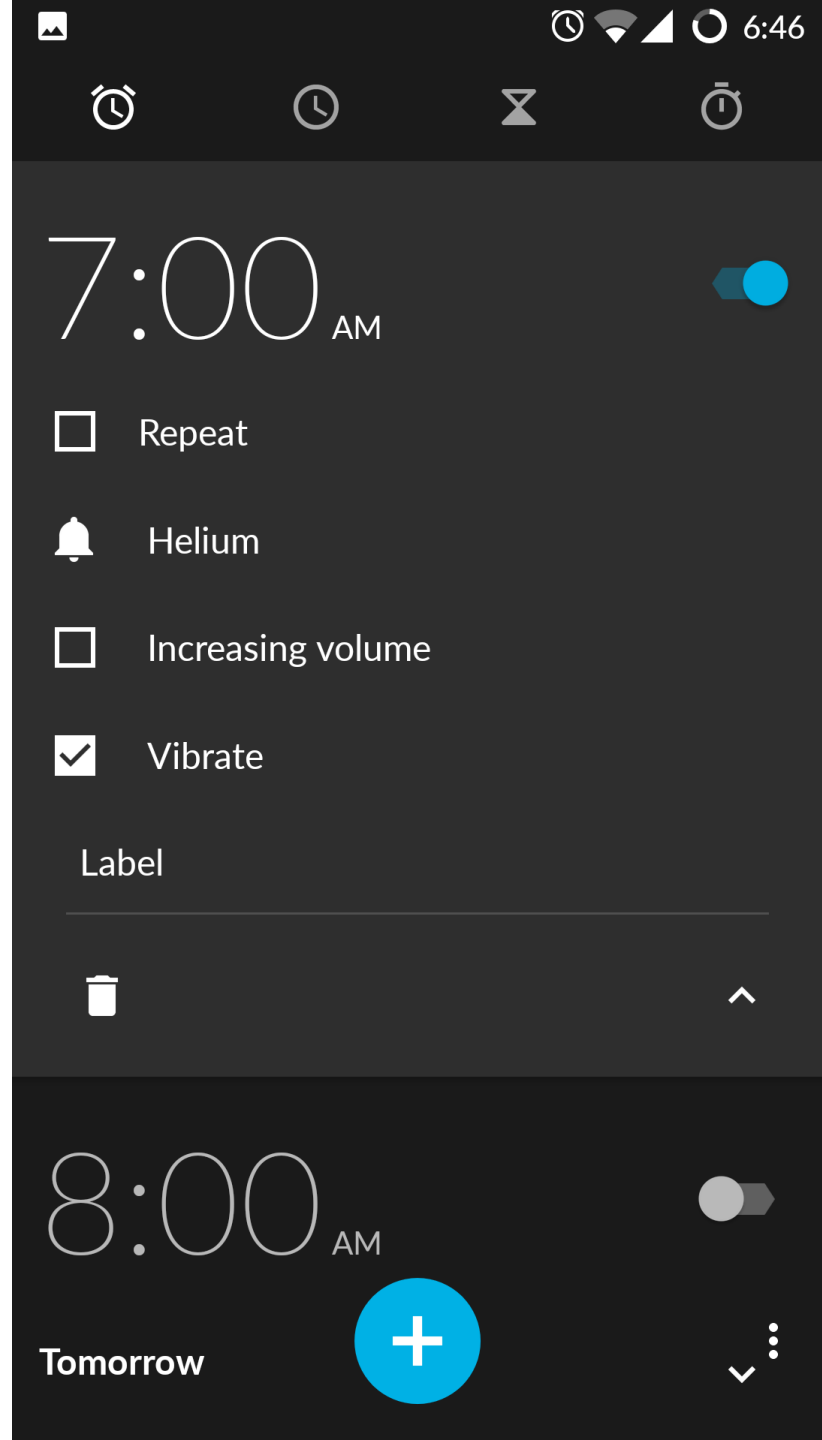 6:46
7:00 AM
Repeat
Helium
Increasing volume
Vibrate
Label
8:00 AM
Tomorrow